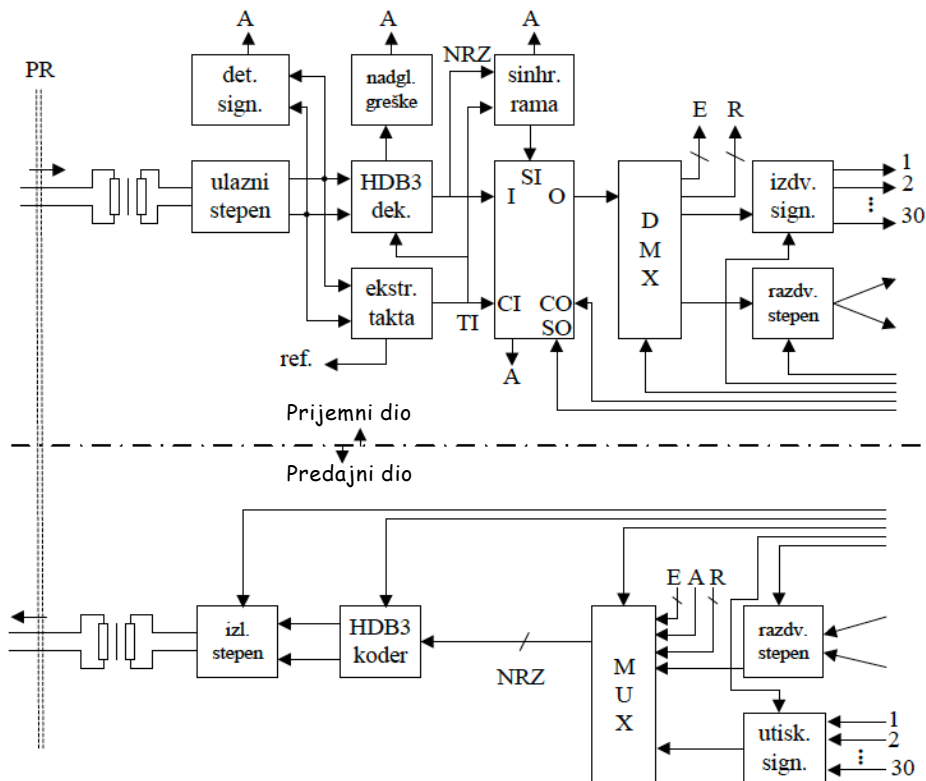 A
A
A
PR
NRZ
det.
sign.
nadgl.
greške
sinhr.
rama
E
R
ulazni
stepen
HDB3
dek.
SI
I
O
D
M
X
izdv.
sign.
1
2
⋮
30
ekstr.
takta
TI
CI
CO
SO
razdv.
stepen
ref.
A
Prijemni dio
Predajni dio
E A R
izl.
stepen
HDB3
koder
NRZ
M
U
X
razdv.
stepen
utisk.
sign.
1
2
⋮
30